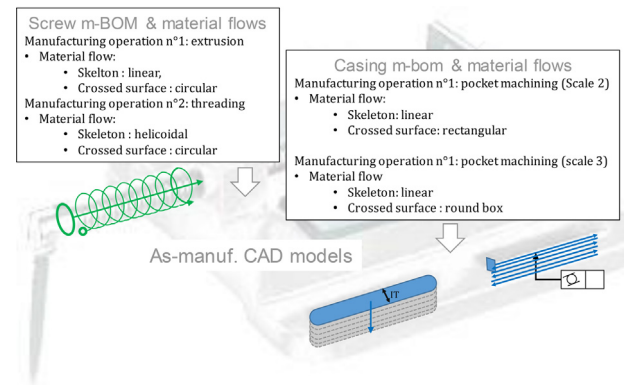 Screw m-BOM & material flows
Manufacturing operation n°1: extrusion
• Material flow:
• Skelton : linear,
• Crossed surface : circular
Manufacturing operation n°2: threading
• Material flow:
• Skeleton : helicoidal
• Crossed surface : circular
Casing m-bom & material flows
Manufacturing operation n°1: pocket machining (Scale 2)
• Material flow:
• Skeleton: linear
• Crossed surface: rectangular
Manufacturing operation n°1: pocket machining (scale 3)
• Material flow
• Skeleton: linear
• Crossed surface : round box
As-manuf. CAD models
IT